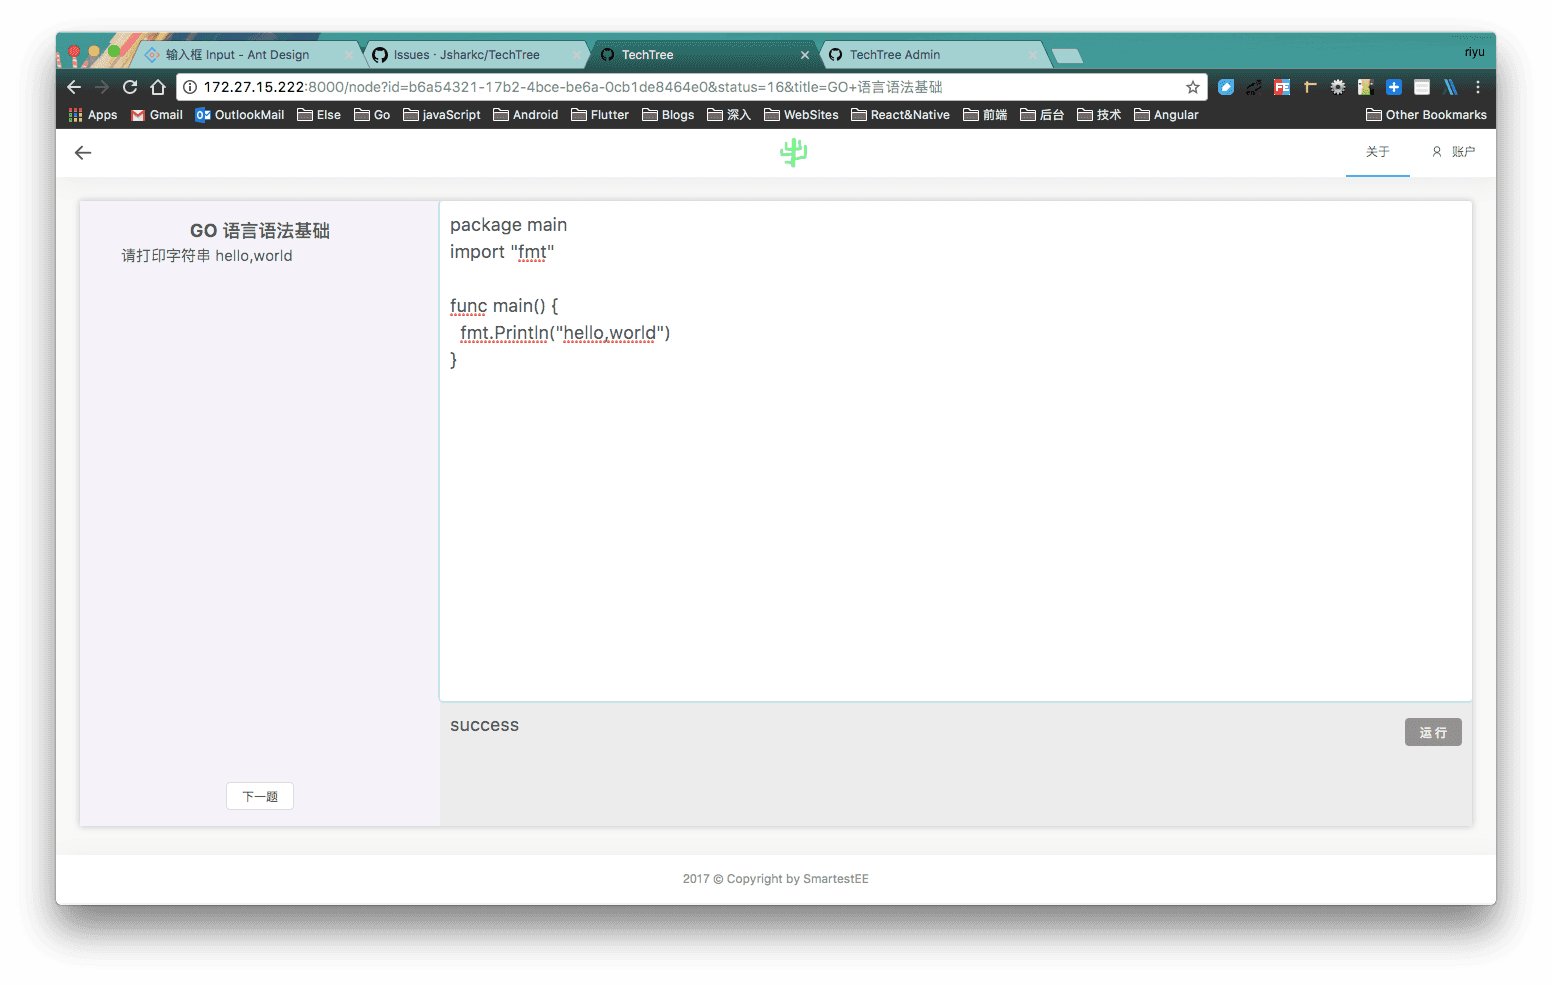 输入框 Input - Ant Design
Issues · Jsharkc/TechTree
TechTree
TechTree Admin
riyu
172.27.15.222:8000/node?id=b6a54321-17b2-4bce-be6a-0cb1de8464e0&status=16&title=GO+语言语法基础
FE
Apps
Gmail
OutlookMail
Else
Go
javaScript
Android
Flutter
Blogs
深入
WebSites
React&Native
前端
后台
技术
Angular
Other Bookmarks
关于
账户
GO 语言语法基础
请打印字符串 hello,world
package main
import "fmt"
func main() {
fmt.Println("hello,world")
}
success
运 行
下一题
2017 © Copyright by SmartestEE